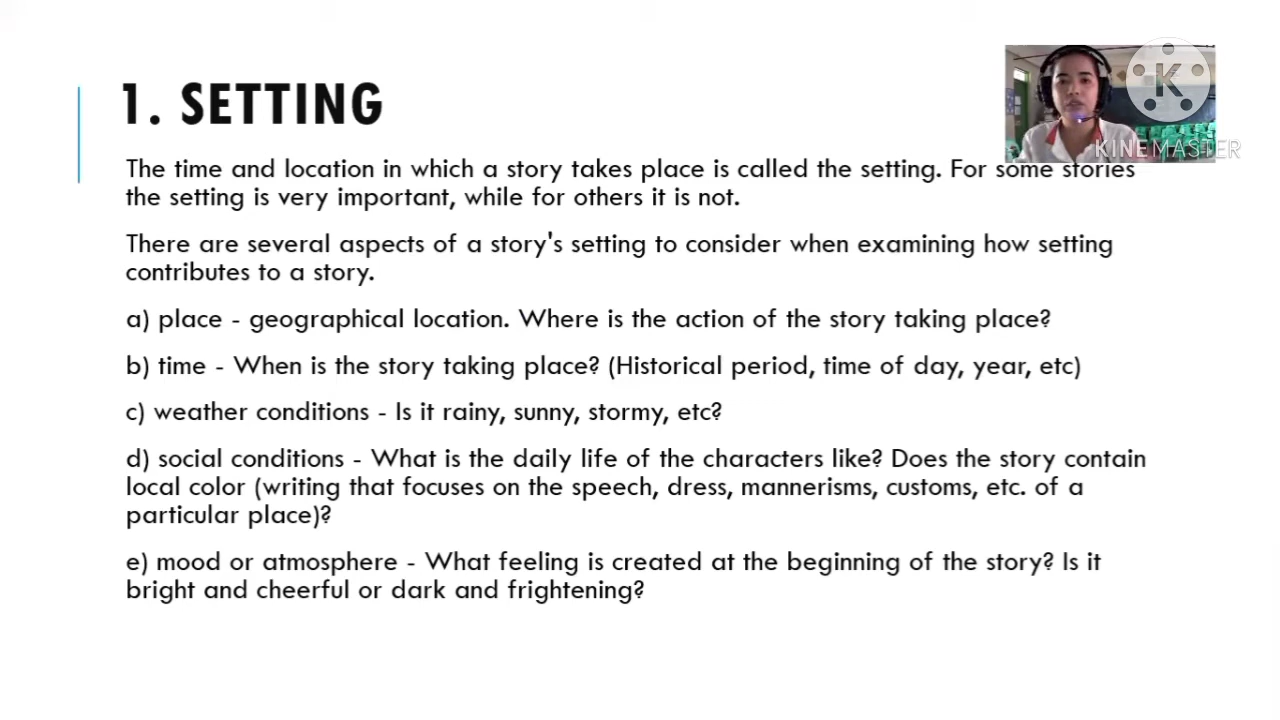 1. SETTING
The time and location in which a story takes place is called the setting. For some stories
the setting is very important, while for others it is not.
There are several aspects of a story's setting to consider when examining how setting
contributes to a story.
a) place - geographical location. Where is the action of the story taking place?
b) time - When is the story taking place? (Historical period, time of day, year, etc)
c) weather conditions - Is it rainy, sunny, stormy, etc?
d) social conditions - What is the daily life of the characters like? Does the story contain
local color (writing that focuses on the speech, dress, mannerisms, customs, etc. of a
particular place)?
e) mood or atmosphere - What feeling is created at the beginning of the story? Is it
bright and cheerful or dark and frightening?
K
KINEMASTER